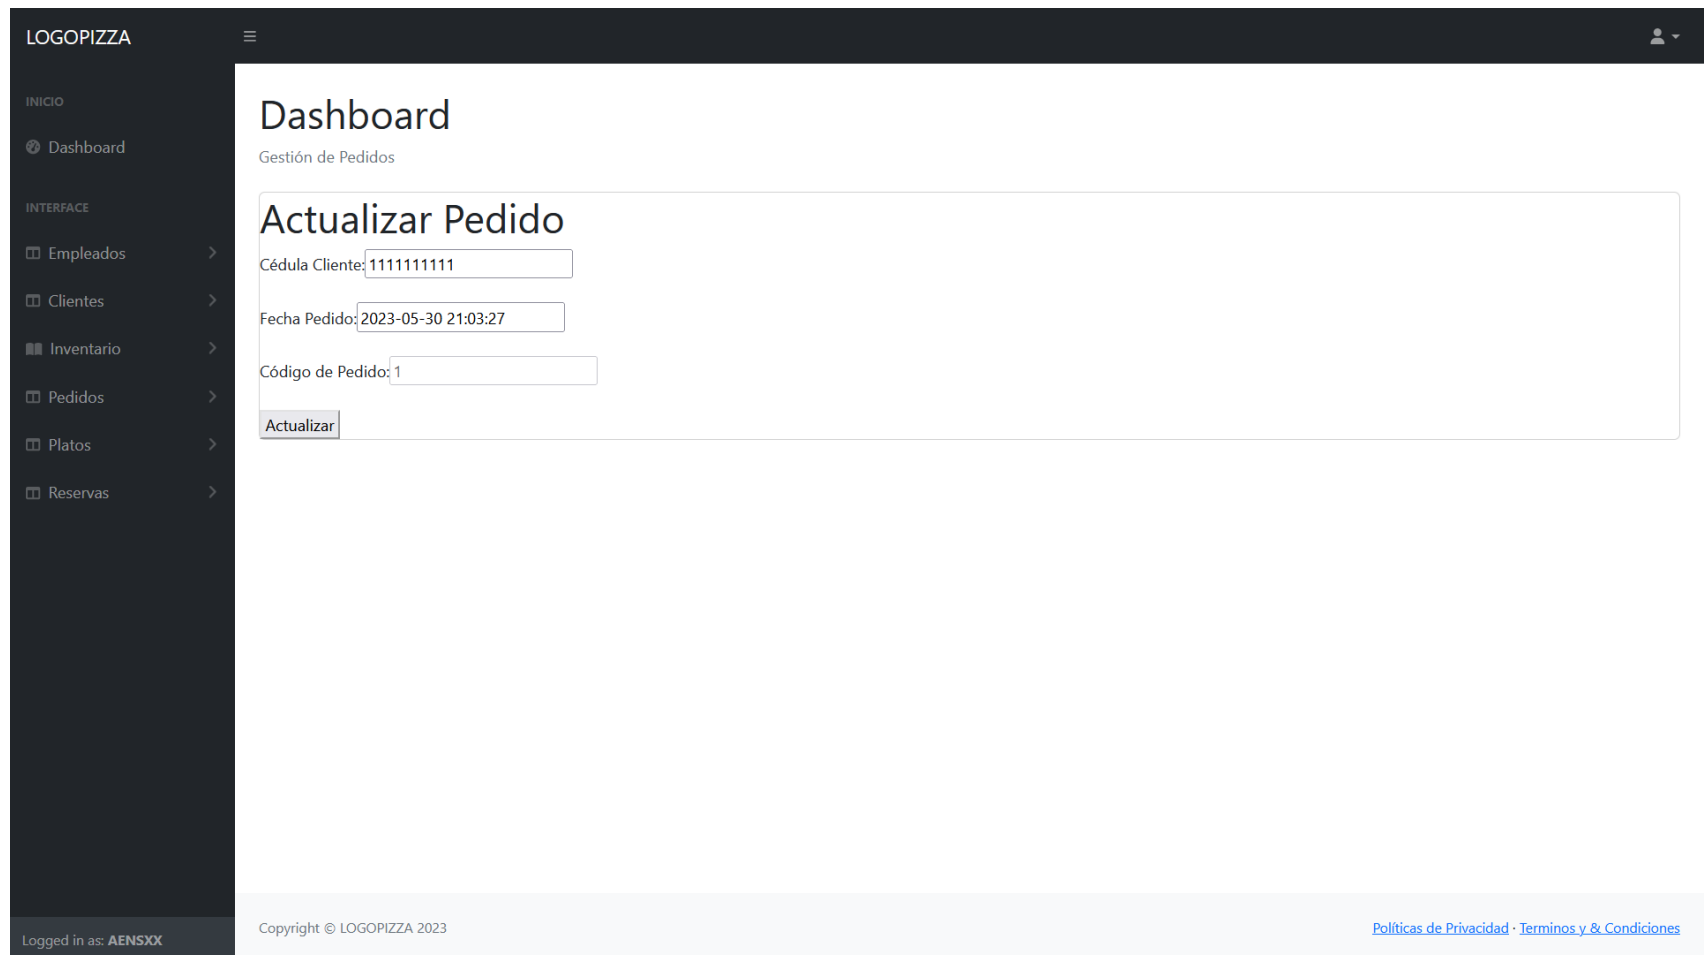 LOGOPIZZA
INICIO
Dashboard
INTERFACE
Empleados
Clientes
Inventario
Pedidos
Platos
Reservas
Logged in as: AENSXX
Dashboard
Gestión de Pedidos
Actualizar Pedido
Cédula Cliente: 1111111111
Fecha Pedido: 2023-05-30 21:03:27
Código de Pedido: 1
Actualizar
Copyright © LOGOPIZZA 2023
Políticas de Privacidad · Terminos y & Condiciones